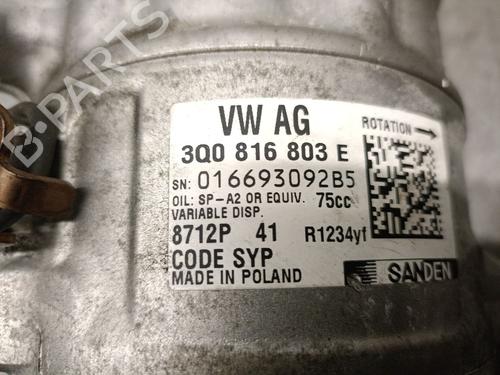 B-PARTS
VW AG
ROTATION
3Q0 816 803 E
SN: 016693092B5
OIL: SP-A2 OR EQUIV. 75cc
VARIABLE DISP.
8712P 41 R1234yf
CODE SYP
MADE IN POLAND
SANDEN